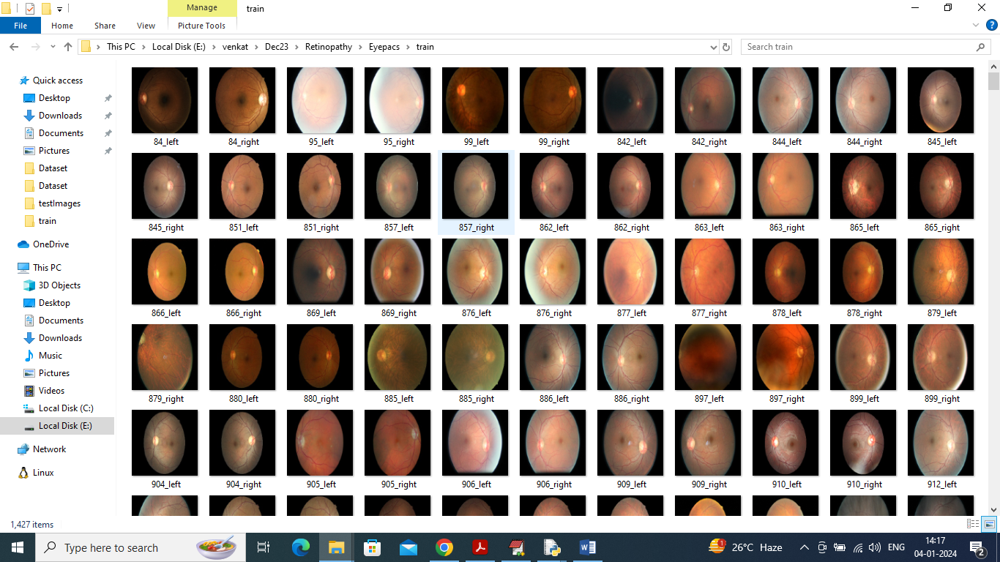 Manage
train
File
Home
Share
View
Picture Tools
This PC
Local Disk (E:)
venkat
Dec23
Retinopathy
Eyepacs
train
Search train
Quick access
Desktop
Downloads
Documents
Pictures
Dataset
Dataset
testImages
train
OneDrive
This PC
3D Objects
Desktop
Documents
Downloads
Music
Pictures
Videos
Local Disk (C:)
Local Disk (E:)
Network
Linux
84_left
84_right
95_left
95_right
99_left
99_right
842_left
842_right
844_left
844_right
845_left
845_right
851_left
851_right
857_left
857_right
862_left
862_right
863_left
863_right
865_left
865_right
866_left
866_right
869_left
869_right
876_left
876_right
877_left
877_right
878_left
878_right
879_left
879_right
880_left
880_right
885_left
885_right
886_left
886_right
897_left
897_right
899_left
899_right
904_left
904_right
905_left
905_right
906_left
906_right
909_left
909_right
910_left
910_right
912_left
1,427 items
Type here to search
1
26°C Haze
ENG
14:17
04-01-2024
2